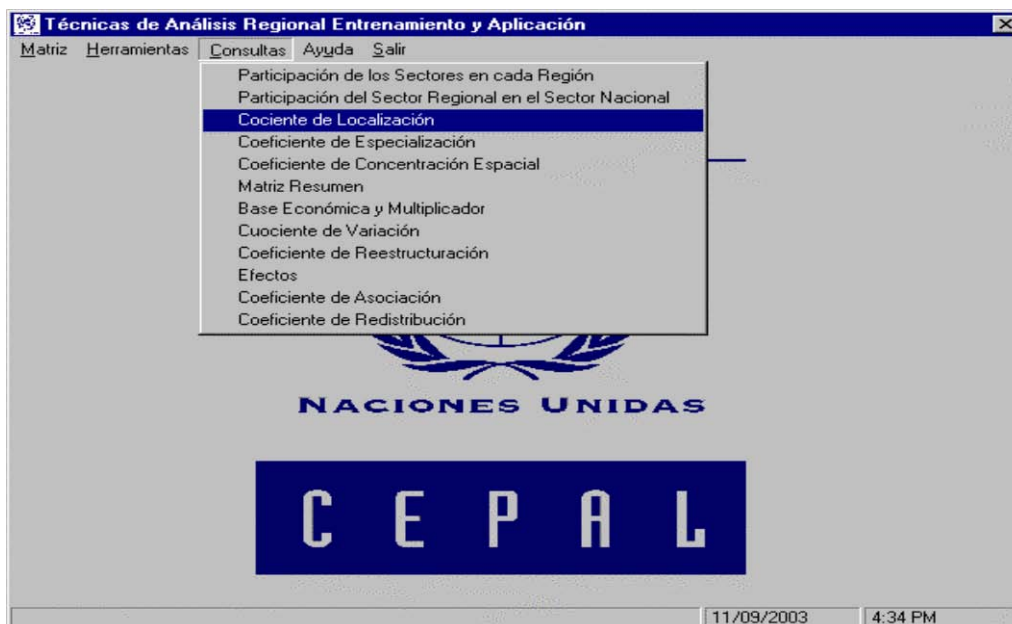 Técnicas de Análisis Regional Entrenamiento y Aplicación
Matriz Herramientas Consultas Ayuda Salir
Participación de los Sectores en cada Región
Participación del Sector Regional en el Sector Nacional
Cociente de Localización
Coeficiente de Especialización
Coeficiente de Concentración Espacial
Matriz Resumen
Base Económica y Multiplicador
Cuociente de Variación
Coeficiente de Reestructuración
Efectos
Coeficiente de Asociación
Coeficiente de Redistribución
NACIONES UNIDAS
CEPAL
11/09/2003 4:34 PM